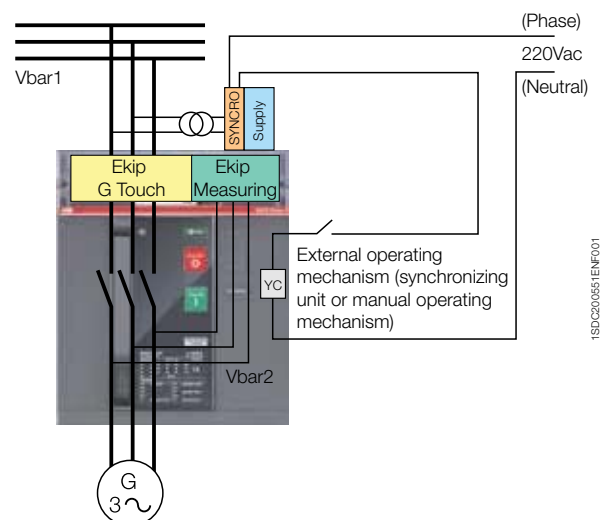 (Phase)
220Vac
(Neutral)
Vbar1
SYNCRO
Supply
Ekip
G Touch
Ekip
Measuring
External operating
mechanism (synchronizing
unit or manual operating
mechanism)
YC
Vbar2
G
3
1SDC200551ENF001